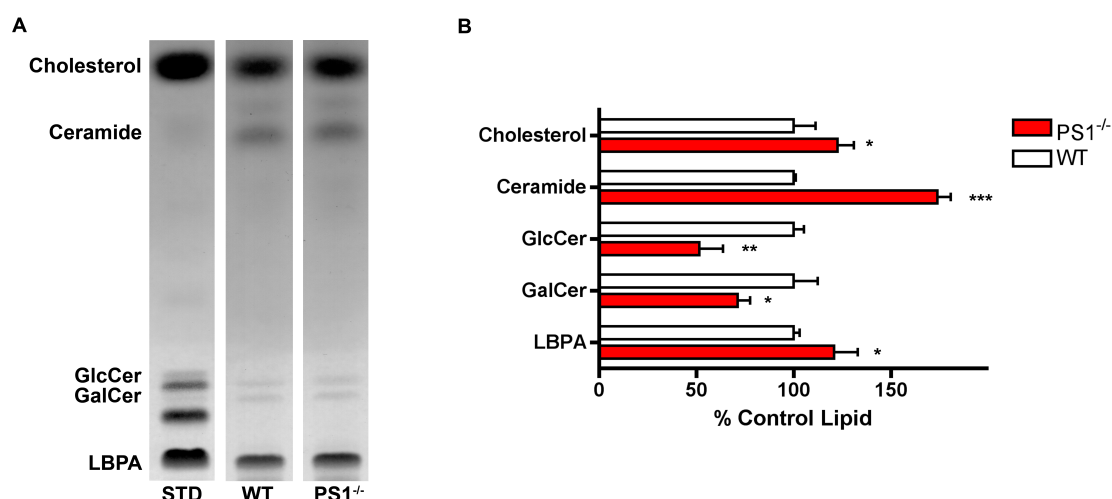 A
Cholesterol
Ceramide
GlcCer
GalCer
LBPA
STD WT PS1-/-
B
Cholesterol *
Ceramide ***
GlcCer **
GalCer *
LBPA *
0 50 100 150
% Control Lipid
PS1-/-
WT